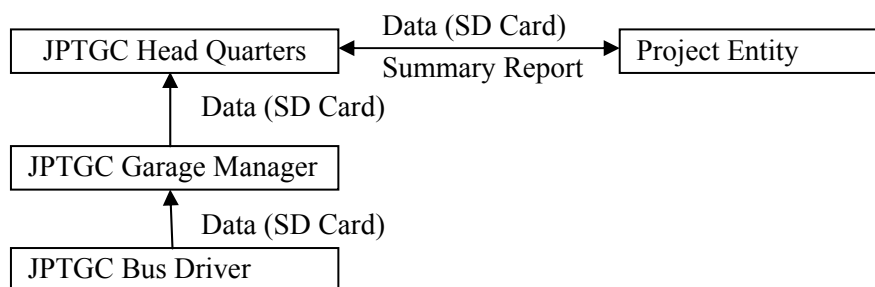 Data (SD Card)
JPTGC Head Quarters
Project Entity
Summary Report
Data (SD Card)
JPTGC Garage Manager
Data (SD Card)
JPTGC Bus Driver